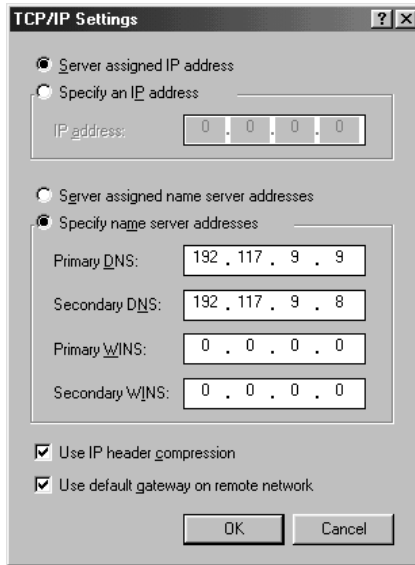 TCP/IP Settings
Server assigned IP address
Specify an IP address
IP address: 0 . 0 . 0 . 0
Server assigned name server addresses
Specify name server addresses
Primary DNS: 192 . 117 . 9 . 9
Secondary DNS: 192 . 117 . 9 . 8
Primary WINS: 0 . 0 . 0 . 0
Secondary WINS: 0 . 0 . 0 . 0
Use IP header compression
Use default gateway on remote network
OK Cancel